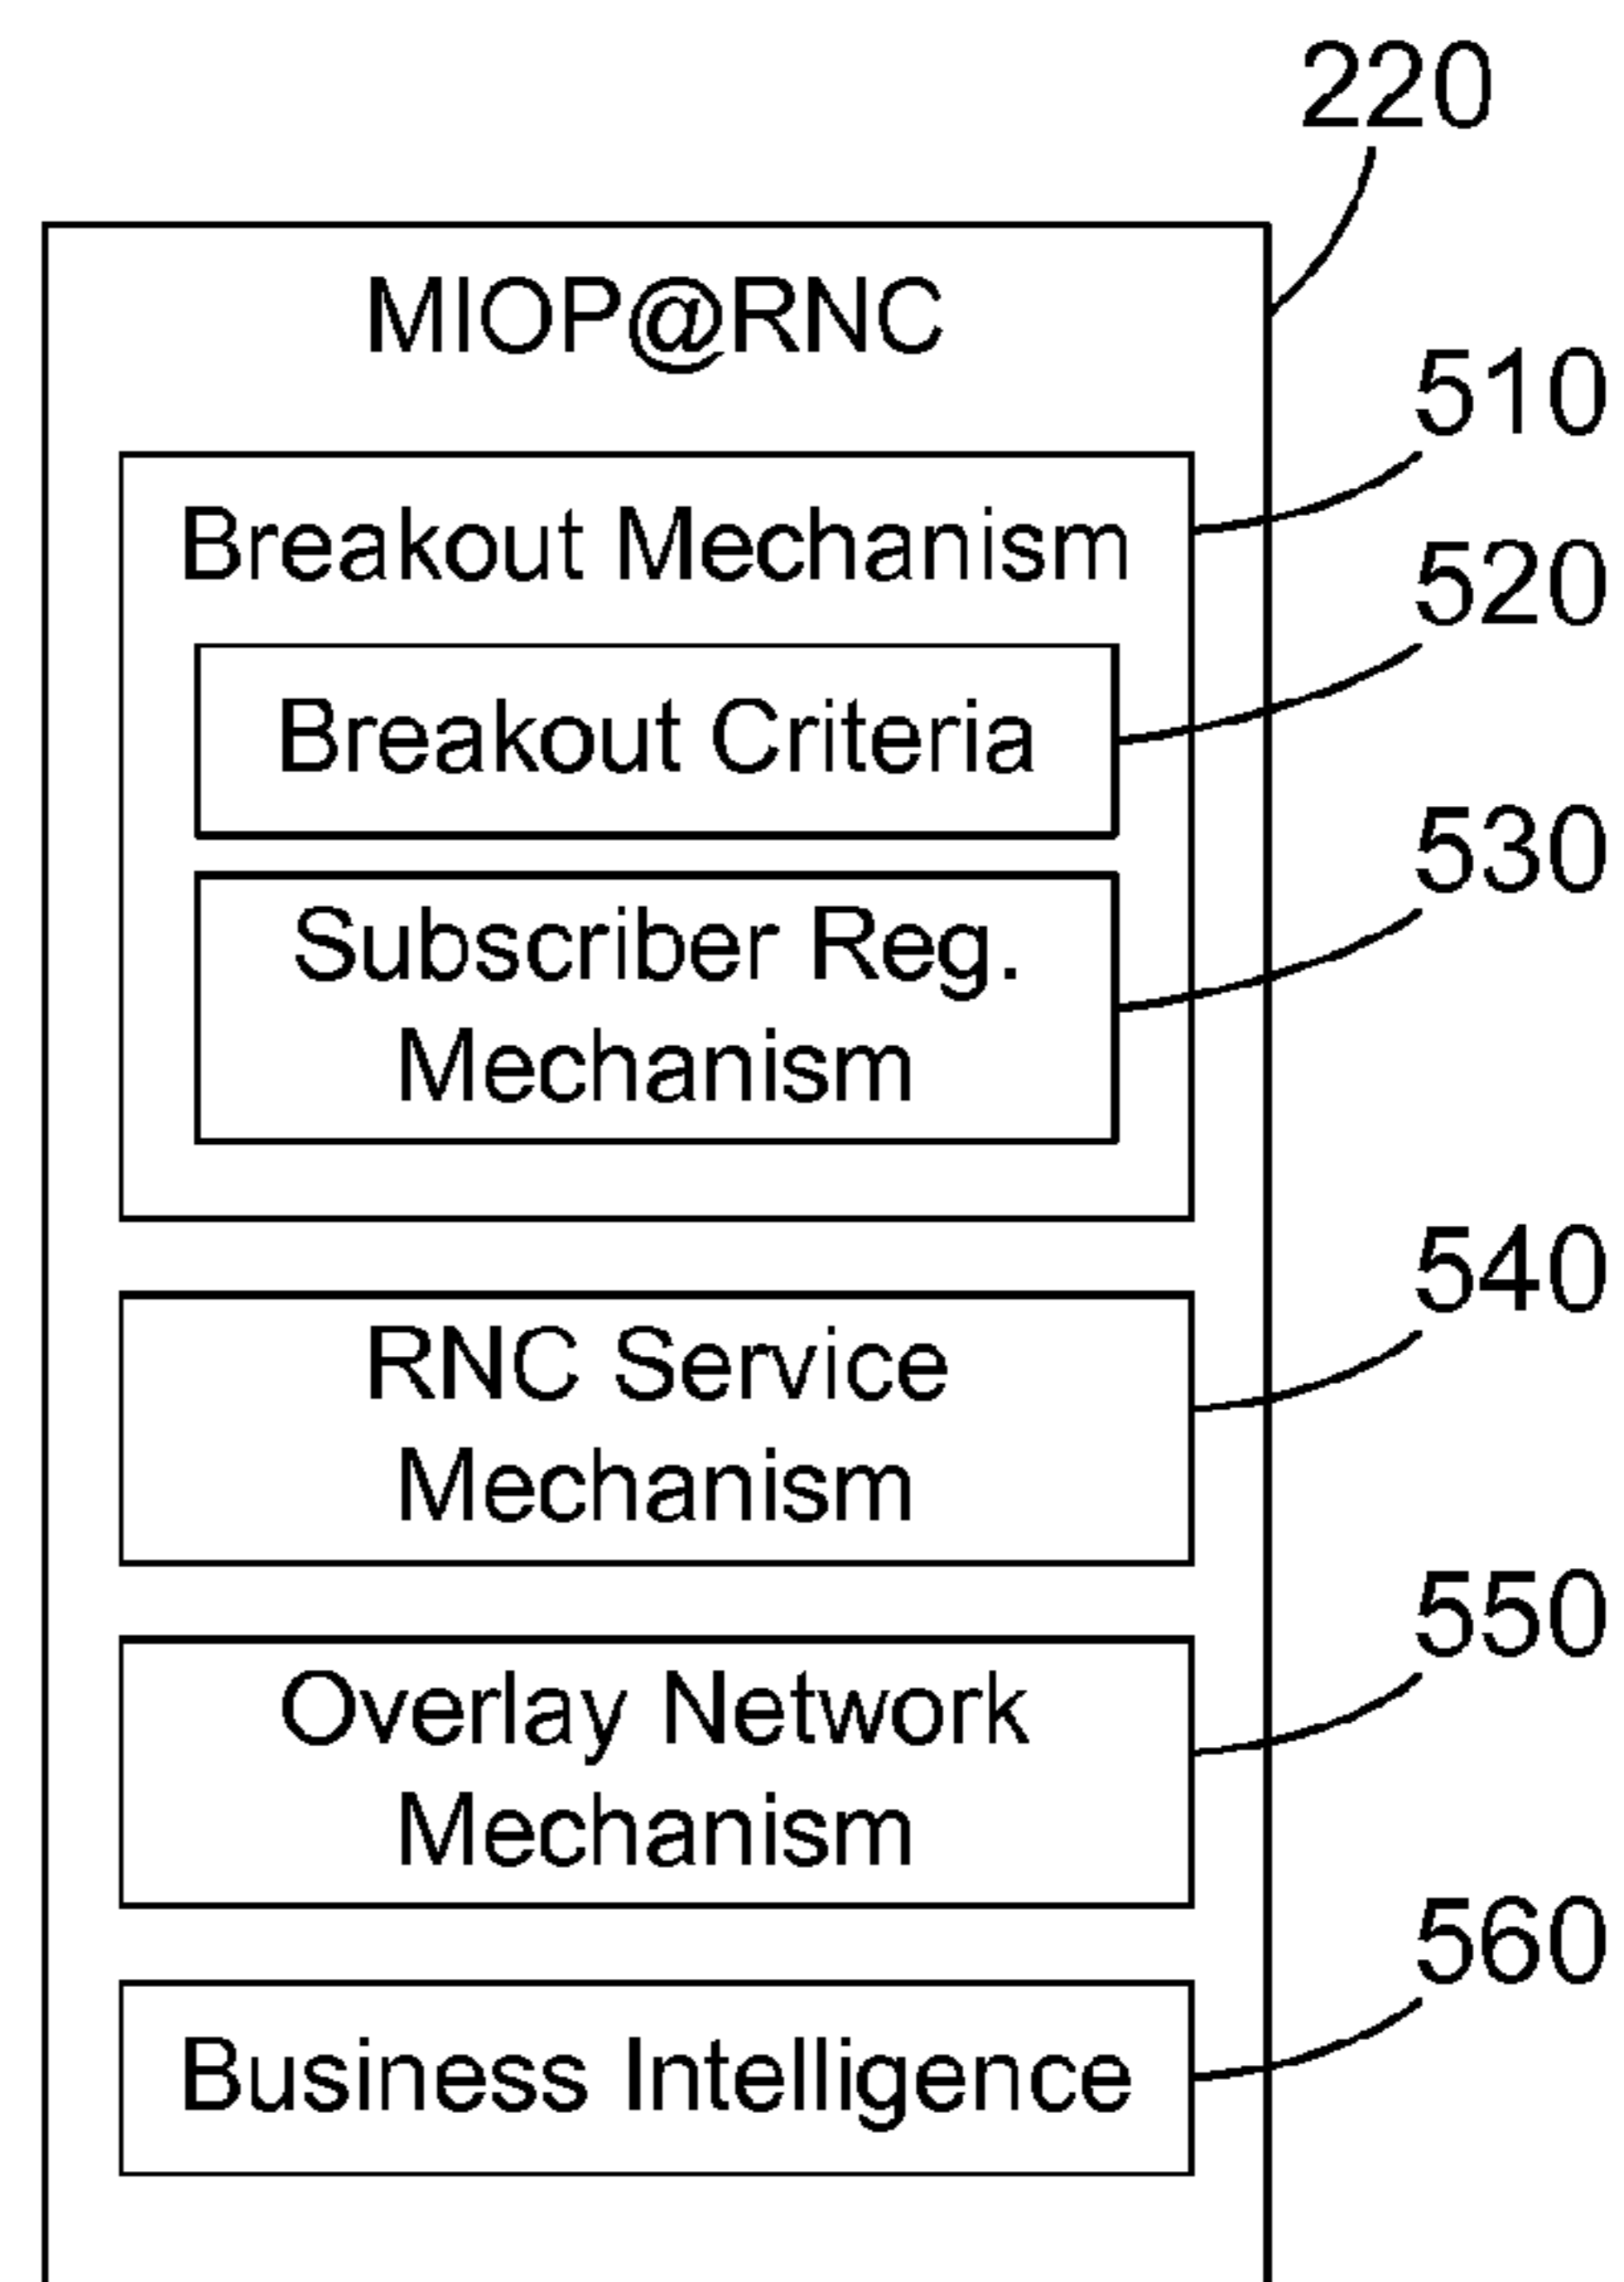 220
MIOP@RNC
510
Breakout Mechanism
520
Breakout Criteria
530
Subscriber Reg.
Mechanism
540
RNC Service
Mechanism
550
Overlay Network
Mechanism
560
Business Intelligence